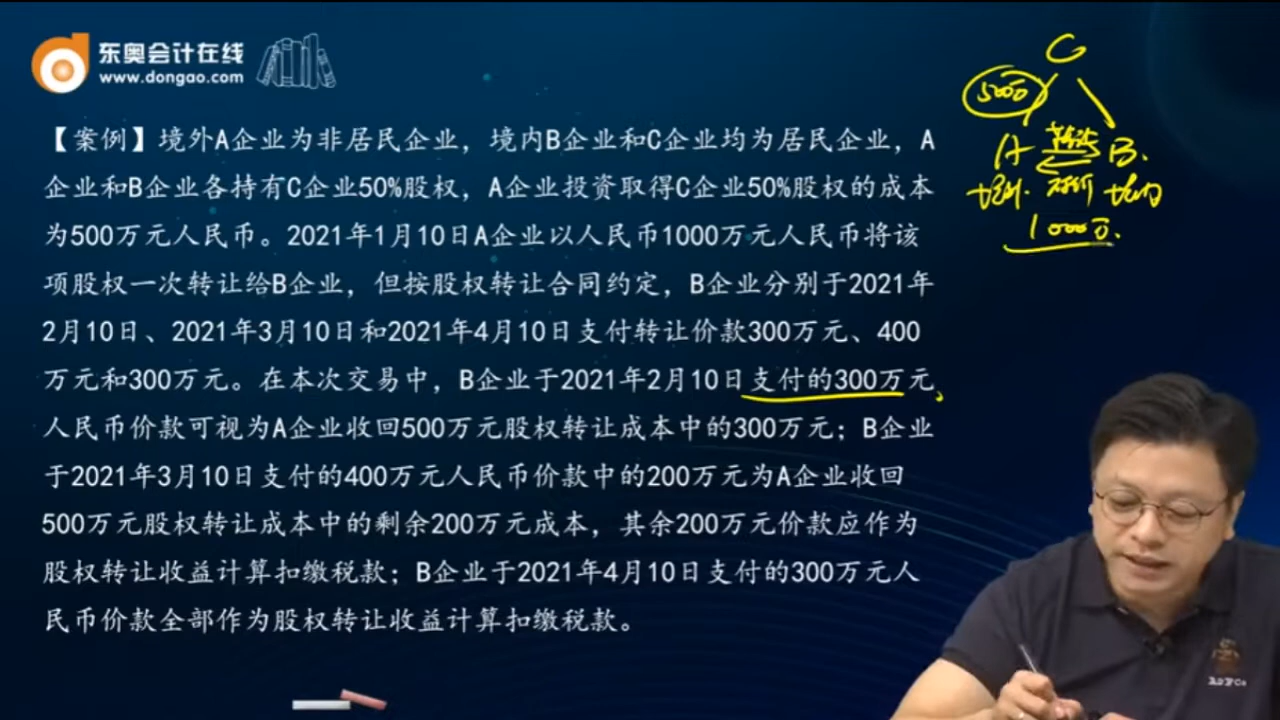 东奥会计在线
www.dongao.com
【案例】境外A企业为非居民企业，境内B企业和C企业均为居民企业，A
企业和B企业各持有C企业50%股权，A企业投资取得C企业50%股权的成本
为500万元人民币。2021年1月10日A企业以人民币1000万元人民币将该
项股权一次转让给B企业，但按股权转让合同约定，B企业分别于2021年
2月10日、2021年3月10日和2021年4月10日支付转让价款300万元、400
万元和300万元。在本次交易中，B企业于2021年2月10日支付的300万元
人民币价款可视为A企业收回500万元股权转让成本中的300万元；B企业
于2021年3月10日支付的400万元人民币价款中的200万元为A企业收回
500万元股权转让成本中的剩余200万元成本，其余200万元价款应作为
股权转让收益计算扣缴税款；B企业于2021年4月10日支付的300万元人
民币价款全部作为股权转让收益计算扣缴税款。
C
500万
A
B
境外
对价
境内
1000万